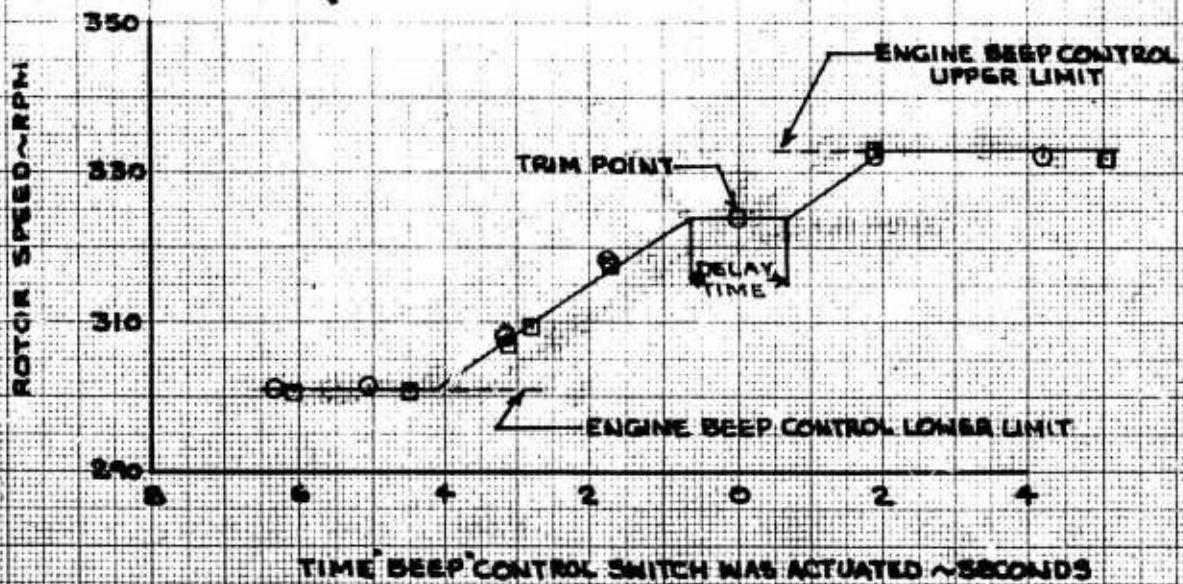 350
ENGINE BEEP CONTROL
UPPER LIMIT
TRIM POINT
330
ROTOR SPEED~RPM
DELAY
TIME
310
ENGINE BEEP CONTROL LOWER LIMIT
290
8 6 4 2 0 2 4
TIME "BEEP" CONTROL SWITCH WAS ACTUATED ~SECONDS